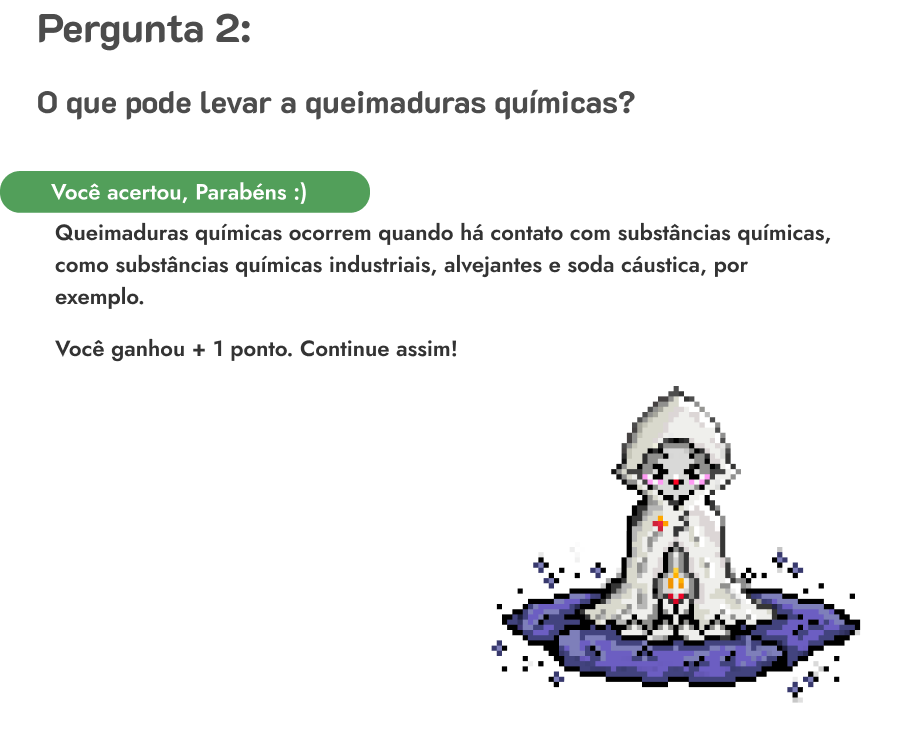 Pergunta 2:
O que pode levar a queimaduras químicas?
Você acertou, Parabéns :)
Queimaduras químicas ocorrem quando há contato com substâncias químicas,
como substâncias químicas industriais, alvejantes e soda cáustica, por
exemplo.
Você ganhou + 1 ponto. Continue assim!